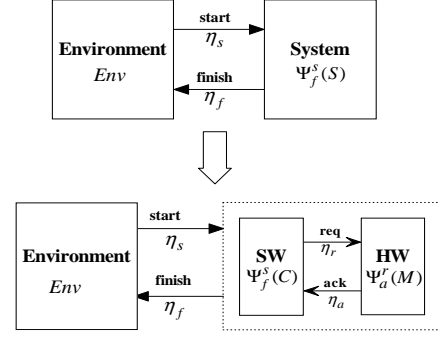 start
Environment
System
η_s
Env
Ψ_f^s(S)
finish
η_f
start
η_s
req
Environment
SW
η_r
HW
Ψ_f^s(C)
Ψ_a^r(M)
Env
finish
ack
η_a
η_f